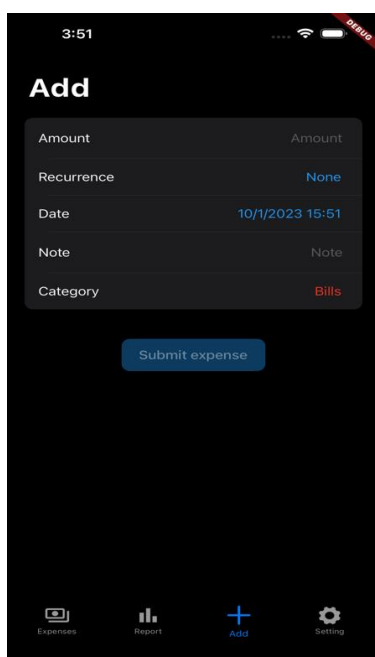 3:51
DEBUG
Add
Amount Amount
Recurrence None
Date 10/1/2023 15:51
Note Note
Category Bills
Submit expense
Expenses Report Add Setting